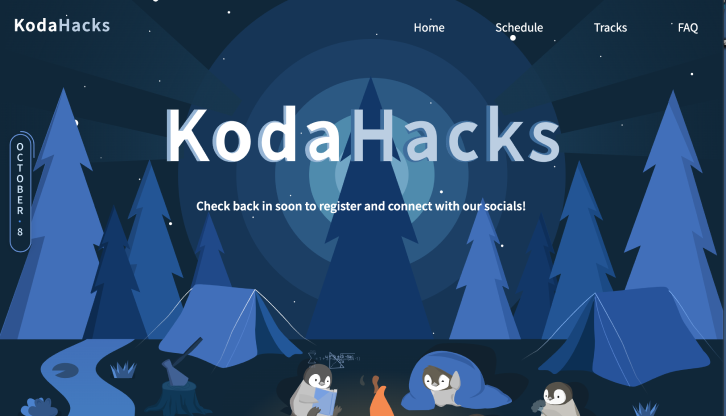 KodaHacks
Home Schedule Tracks FAQ
KodaHacks
Check back in soon to register and connect with our socials!
OCTOBER · 8